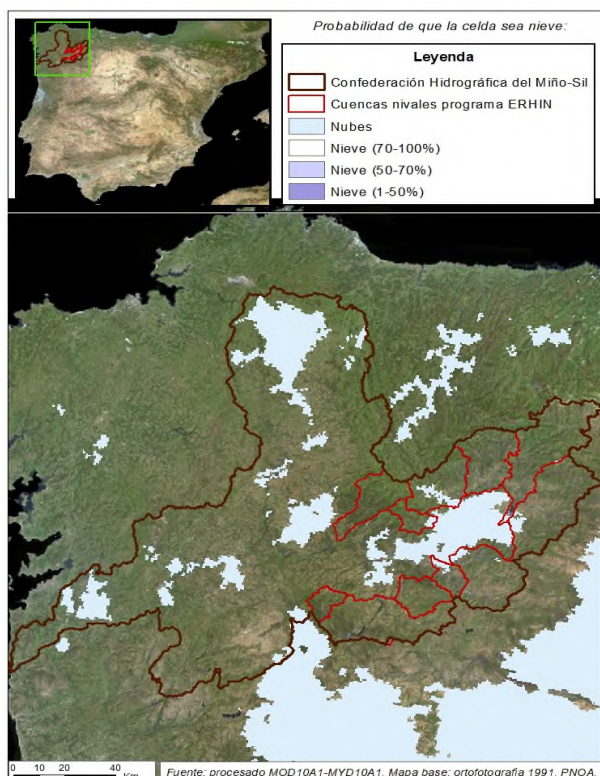 Probabilidad de que la celda sea nieve:
Leyenda
Confederación Hidrográfica del Miño-Sil
Cuencas nivales programa ERHIN
Nubes
Nieve (70-100%)
Nieve (50-70%)
Nieve (1-50%)
0 10 20 40
Km
Fuente: procesado MOD10A1-MYD10A1. Mapa base: ortofotografía 1991, PNOA